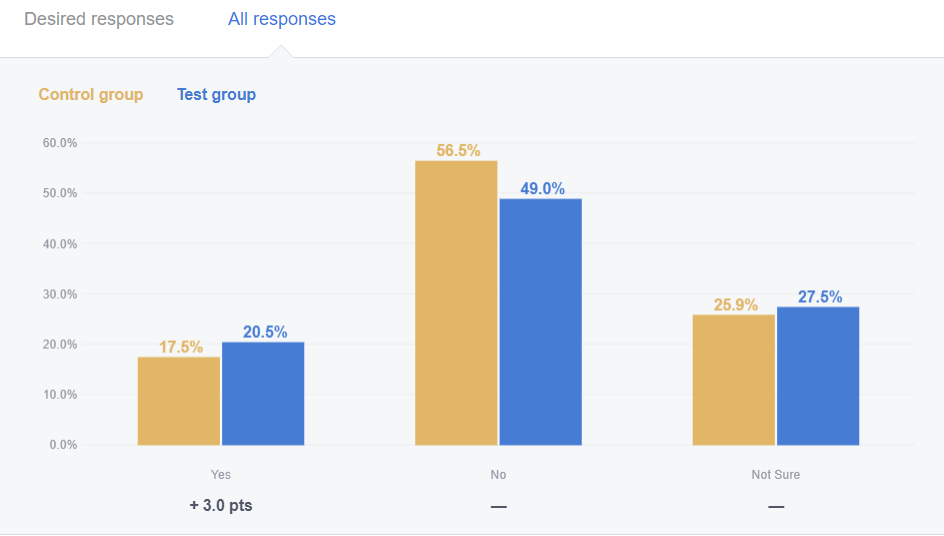 Desired responses All responses
Control group Test group
60.0%
50.0%
40.0%
30.0%
20.0%
10.0%
0.0%
17.5% 20.5%
56.5% 49.0%
25.9% 27.5%
Yes No Not Sure
+ 3.0 pts — —